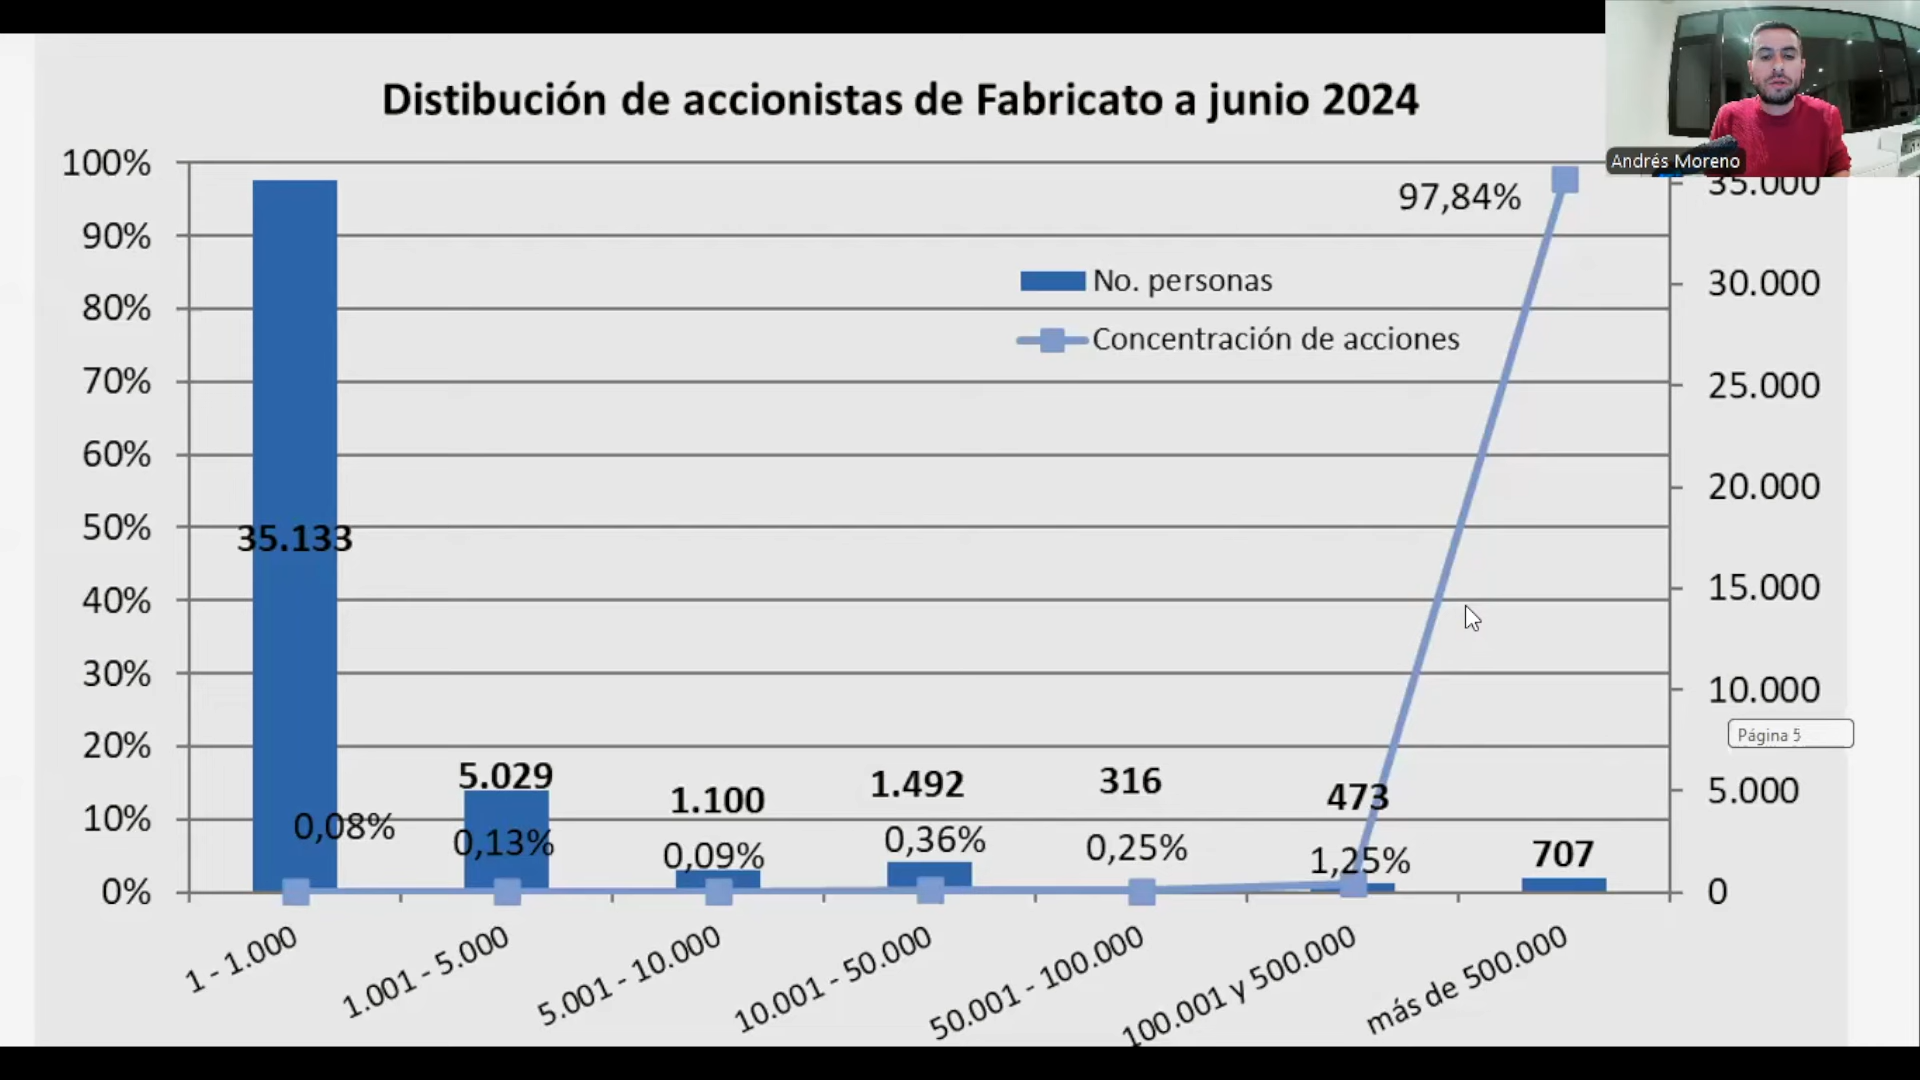 Distibución de accionistas de Fabricato a junio 2024
Andrés Moreno
100%
90%
80%
70%
60%
50%
40%
30%
20%
10%
0%
97,84%
No. personas
Concentración de acciones
35.133
5.029
1.100
1.492
316
473
707
0,08%
0,13%
0,09%
0,36%
0,25%
1,25%
35.000
30.000
25.000
20.000
15.000
10.000
Página 5
5.000
0
1 - 1.000
1.001 - 5.000
5.001 - 10.000
10.001 - 50.000
50.001 - 100.000
100.001 y 500.000
más de 500.000